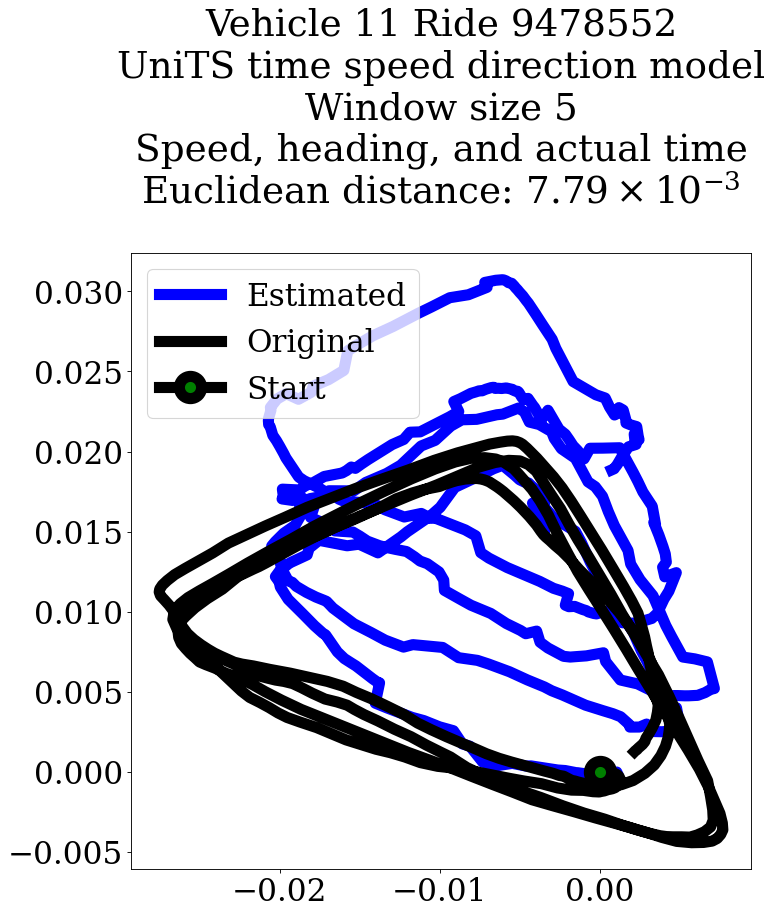 Vehicle 11 Ride 9478552
UniTS time speed direction model
Window size 5
Speed, heading, and actual time
Euclidean distance: 7.79 × 10⁻³
Estimated
Original
Start
0.030
0.025
0.020
0.015
0.010
0.005
0.000
−0.005
−0.02 −0.01 0.00